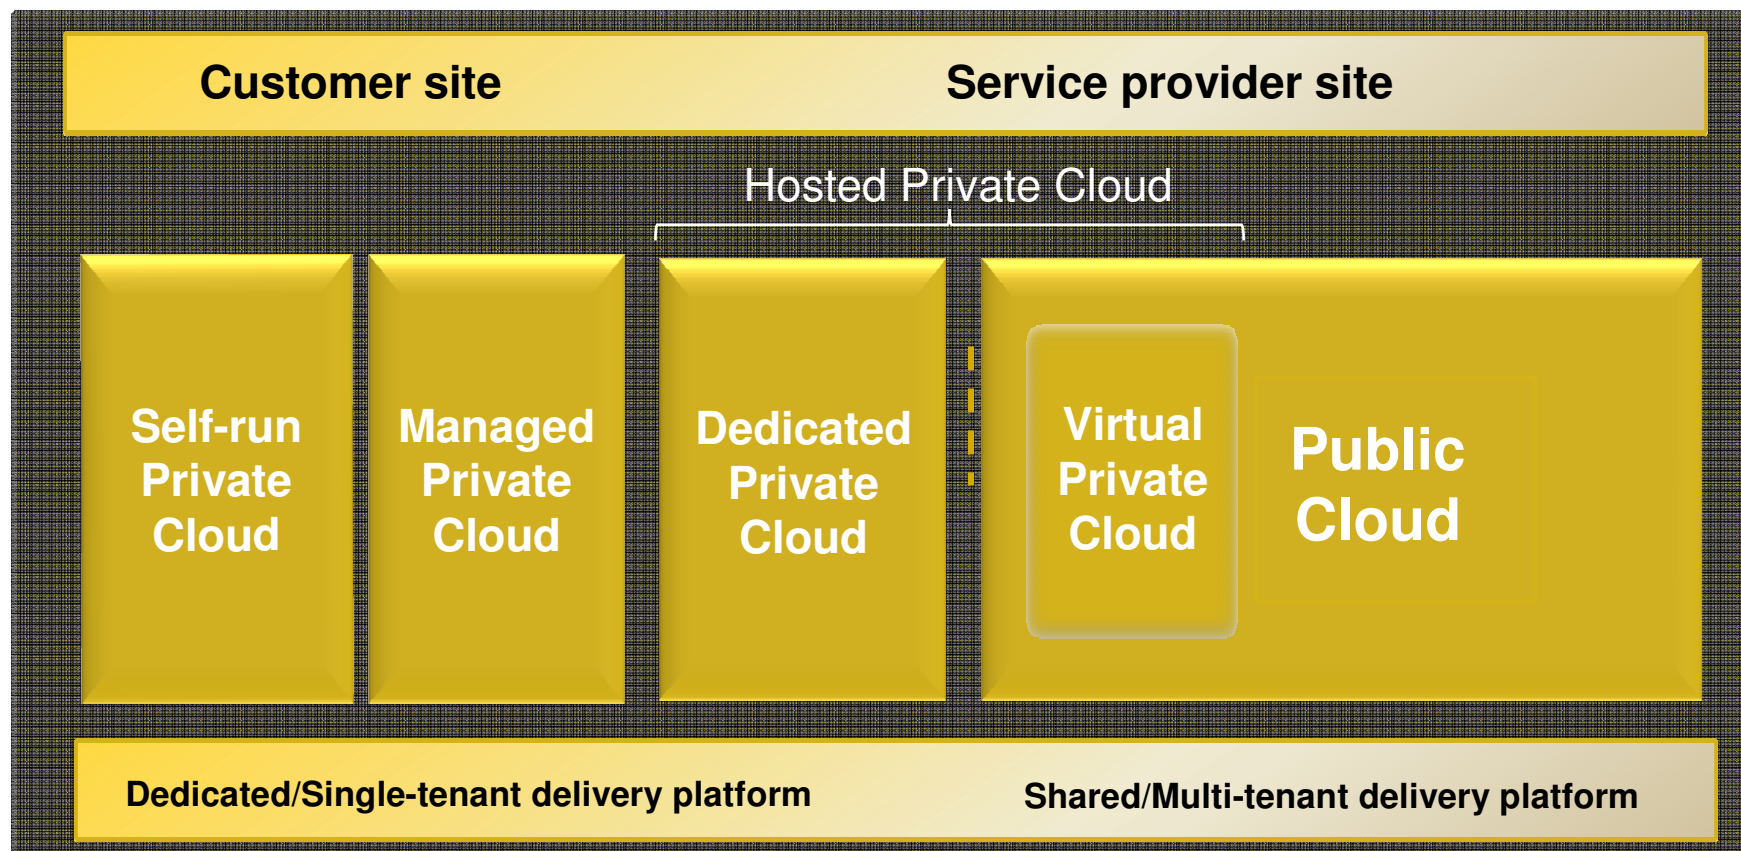 Customer site
Service provider site
Hosted Private Cloud
Self-run
Private
Cloud
Managed
Private
Cloud
Dedicated
Private
Cloud
Virtual
Private
Cloud
Public
Cloud
Dedicated/Single-tenant delivery platform
Shared/Multi-tenant delivery platform